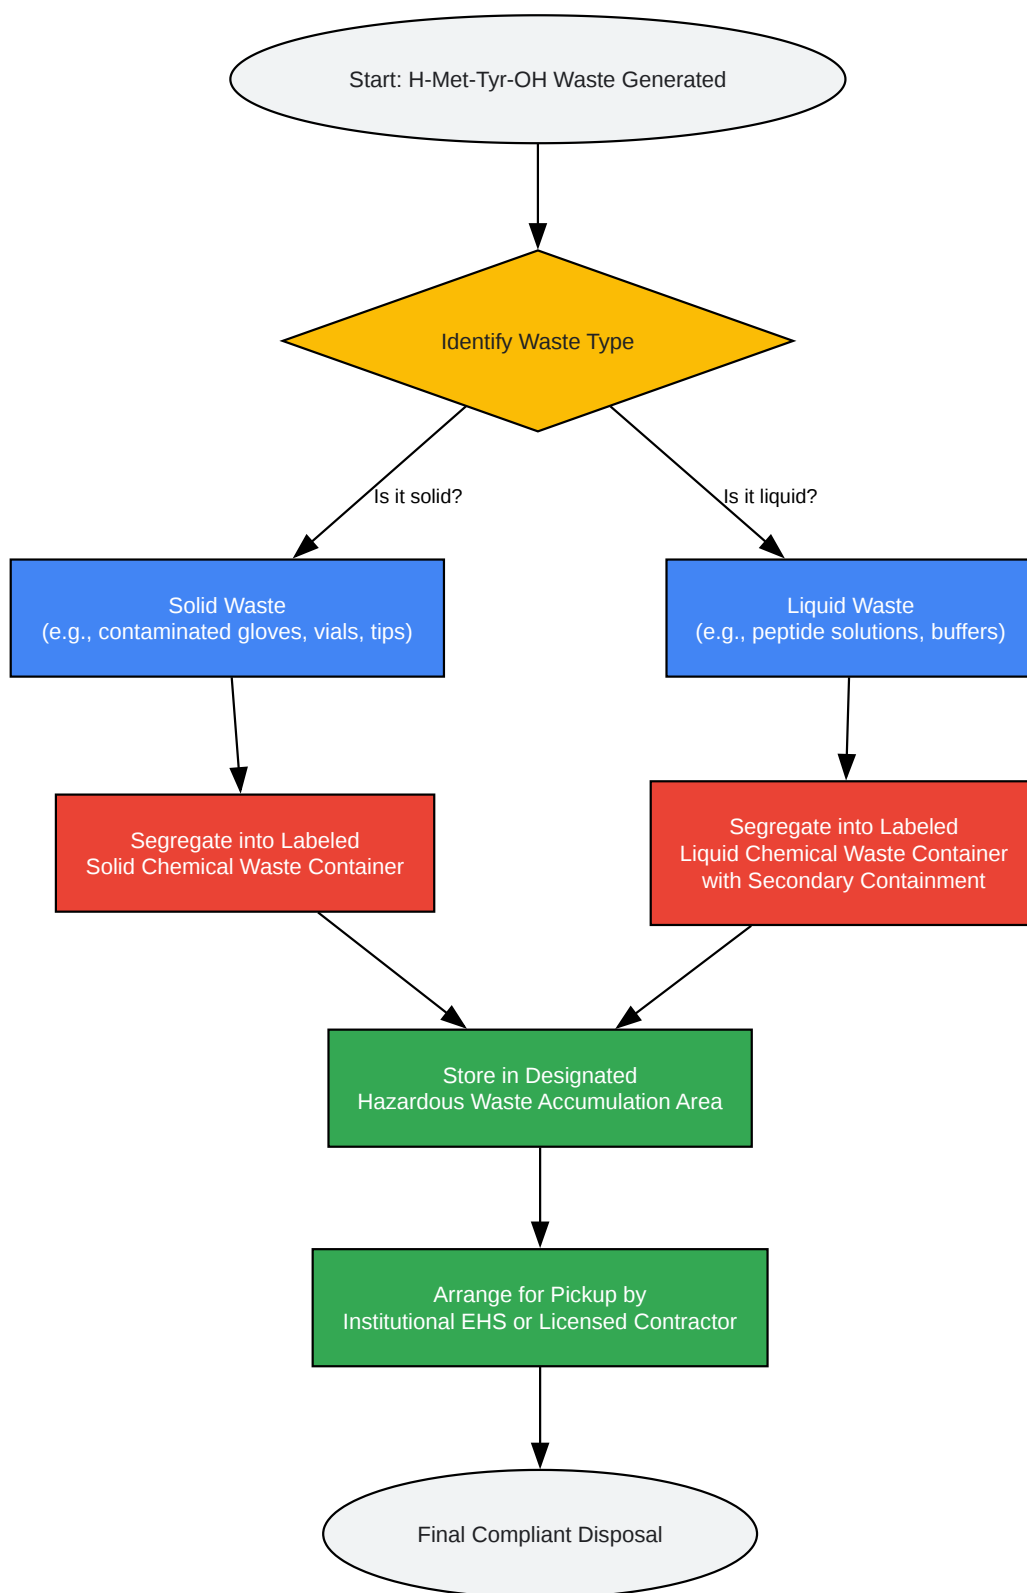 Start: H-Met-Tyr-OH Waste Generated
Identify Waste Type
Is it solid?
Is it liquid?
Solid Waste
(e.g., contaminated gloves, vials, tips)
Liquid Waste
(e.g., peptide solutions, buffers)
Segregate into Labeled
Solid Chemical Waste Container
Segregate into Labeled
Liquid Chemical Waste Container
with Secondary Containment
Store in Designated
Hazardous Waste Accumulation Area
Arrange for Pickup by
Institutional EHS or Licensed Contractor
Final Compliant Disposal